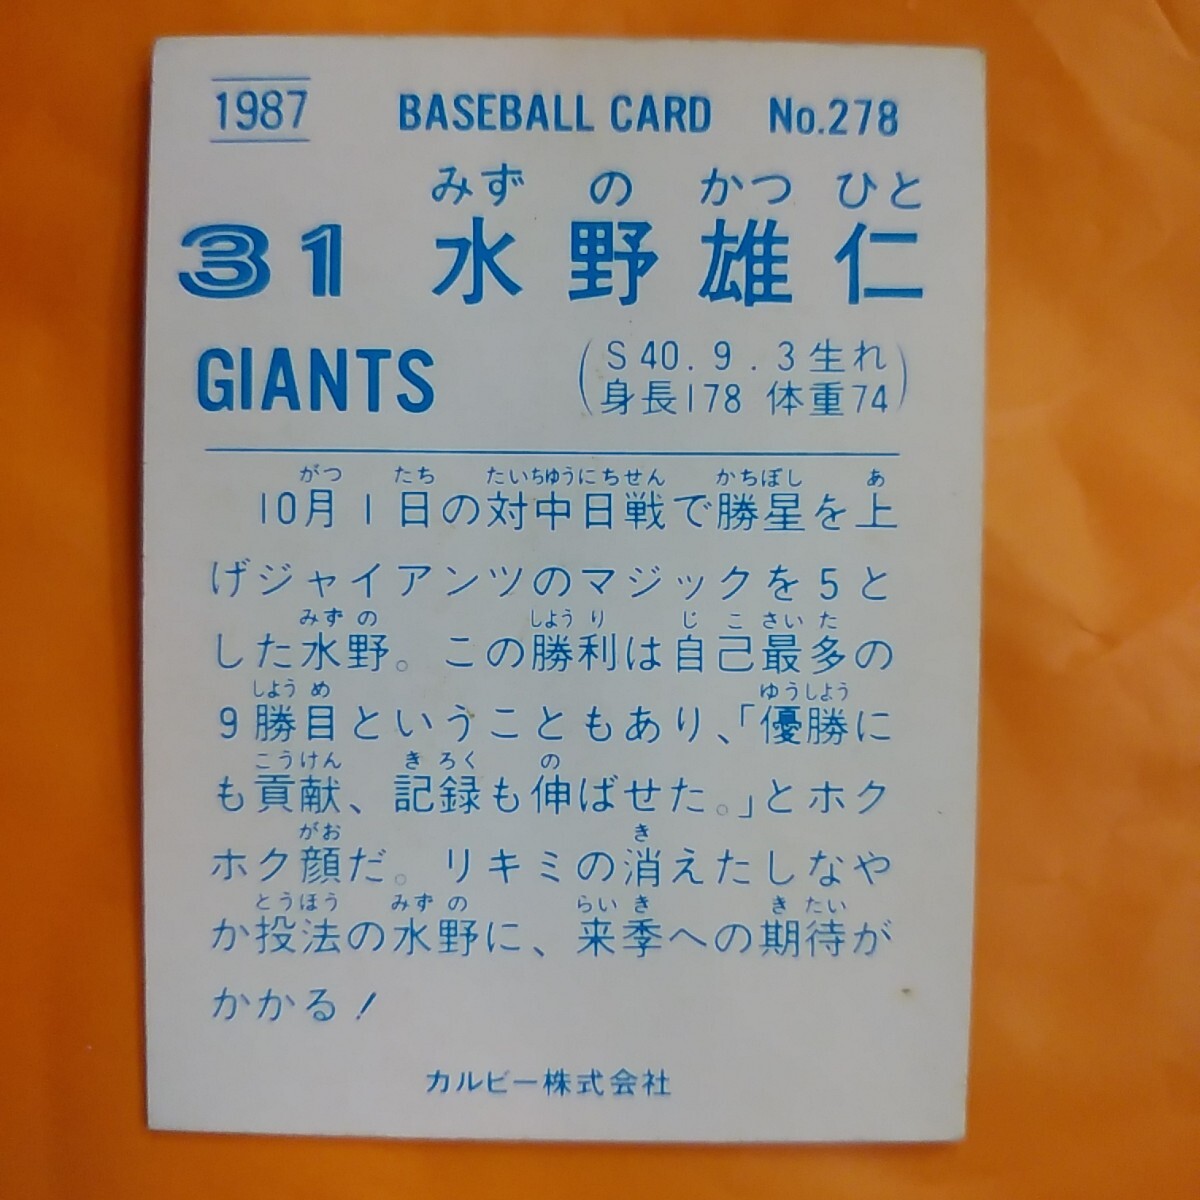 1987 BASEBALL CARD No.278
みず の かつ ひと
31 水野雄仁
GIANTS
(S40.9.3生れ
身長178 体重74)
がつ たち たいちゆうにちせん かちぼし あ
10月1日の対中日戦で勝星を上
げジャイアンツのマジックを5と
みず の しよう り じ こ さい た
した水野。この勝利は自己最多の
しよう め ゆうしよう
9勝目ということもあり、「優勝に
こうけん き ろく の
も貢献、記録も伸ばせた。」とホク
がお き
ホク顔だ。リキミの消えたしなや
とうほう みず の らい き き たい
か投法の水野に、来季への期待が
かかる!
カルビー株式会社